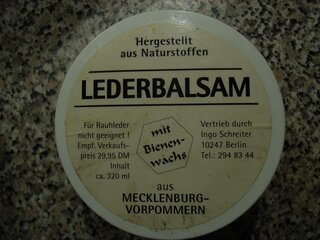 Hergestellt
aus Naturstoffen
LEDERBALSAM
Für Rauhleder
nicht geeignet !
Empf. Verkaufs-
preis 29,95 DM
Inhalt
ca. 320 ml
mit
Bienen-
wachs
Vertrieb durch
Ingo Schreiter
10247 Berlin
Tel.: 294 83 44
aus
MECKLENBURG-
VORPOMMERN